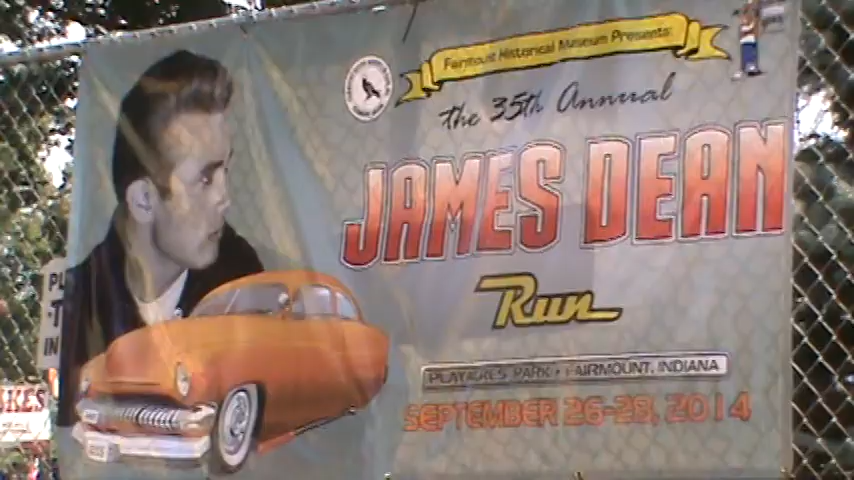 Fairmount Historical Museum Presents:
the 35th Annual
JAMES DEAN
Run
PLAYACRES PARK • FAIRMOUNT, INDIANA
SEPTEMBER 26-28, 2014